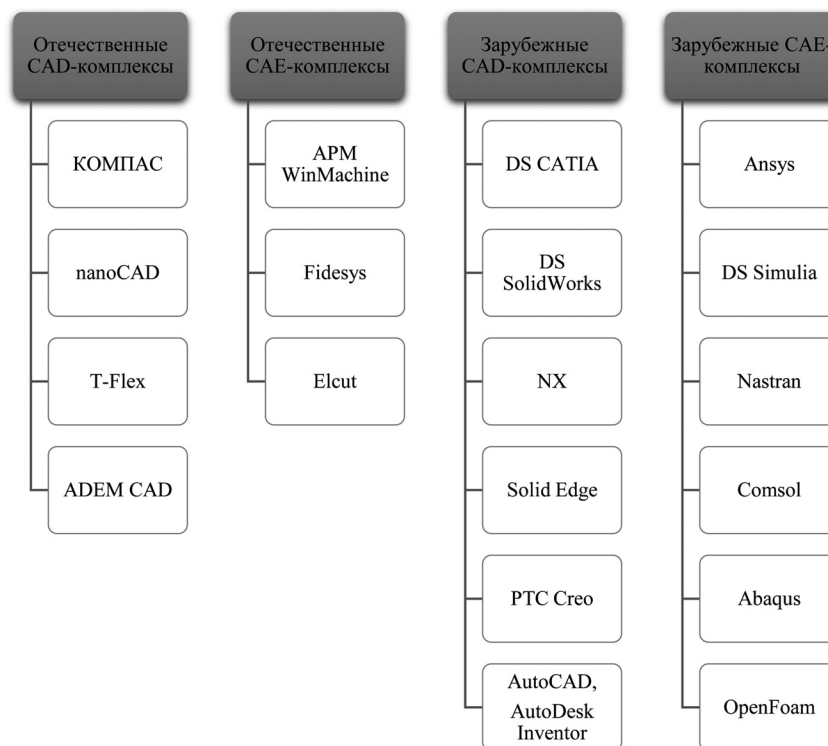 Отечественные
CAD-комплексы
КОМПАС
nanoCAD
T-Flex
ADEM CAD
Отечественные
CAE-комплексы
APM
WinMachine
Fidesys
Elcut
Зарубежные
CAD-комплексы
DS CATIA
DS
SolidWorks
NX
Solid Edge
PTC Creo
AutoCAD,
AutoDesk
Inventor
Зарубежные CAE-
комплексы
Ansys
DS Simulia
Nastran
Comsol
Abaqus
OpenFoam